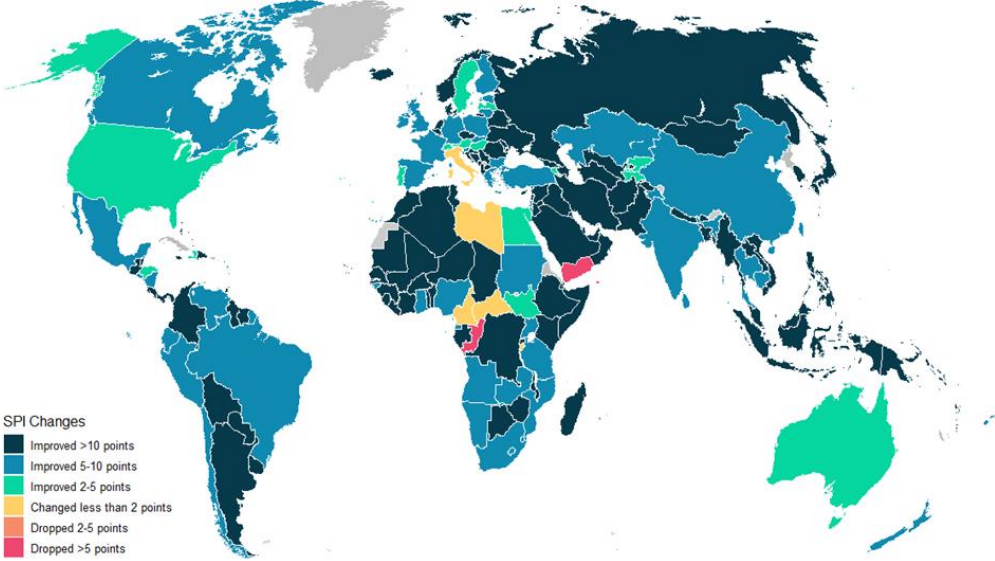 SPI Changes
Improved >10 points
Improved 5-10 points
Improved 2-5 points
Changed less than 2 points
Dropped 2-5 points
Dropped >5 points